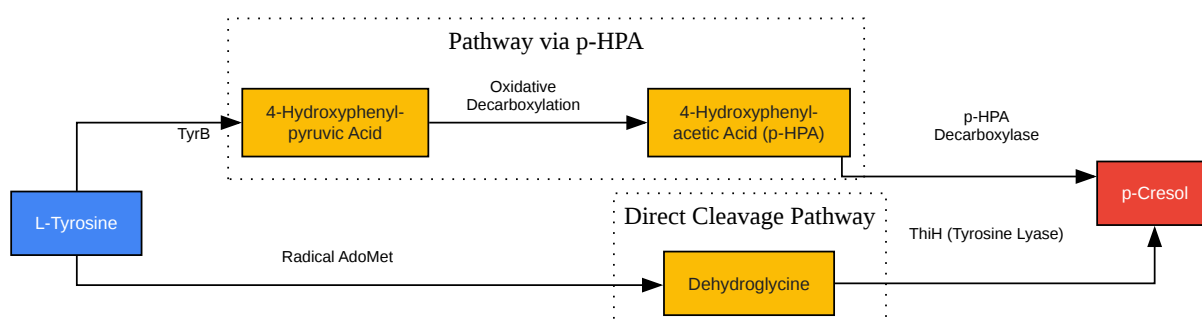 Pathway via p-HPA
Oxidative
Decarboxylation
4-Hydroxyphenyl-
pyruvic Acid
4-Hydroxyphenyl-
acetic Acid (p-HPA)
p-HPA
Decarboxylase
TyrB
L-Tyrosine
p-Cresol
Direct Cleavage Pathway
ThiH (Tyrosine Lyase)
Radical AdoMet
Dehydroglycine